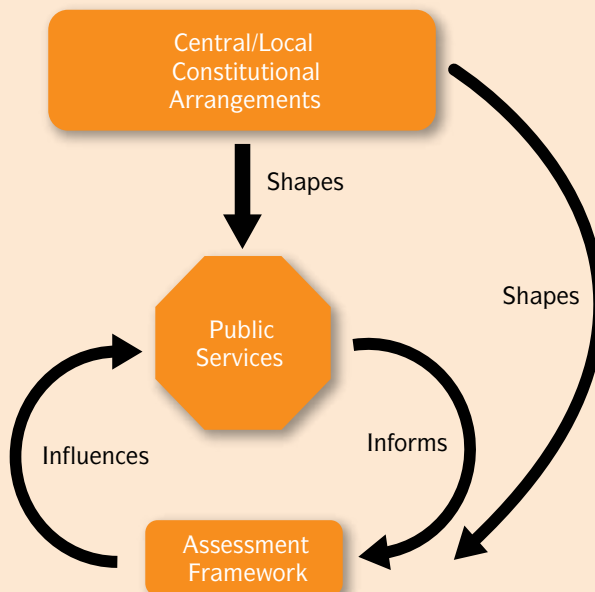 Central/Local
Constitutional
Arrangements
Shapes
Shapes
Public
Services
Influences
Informs
Assessment
Framework